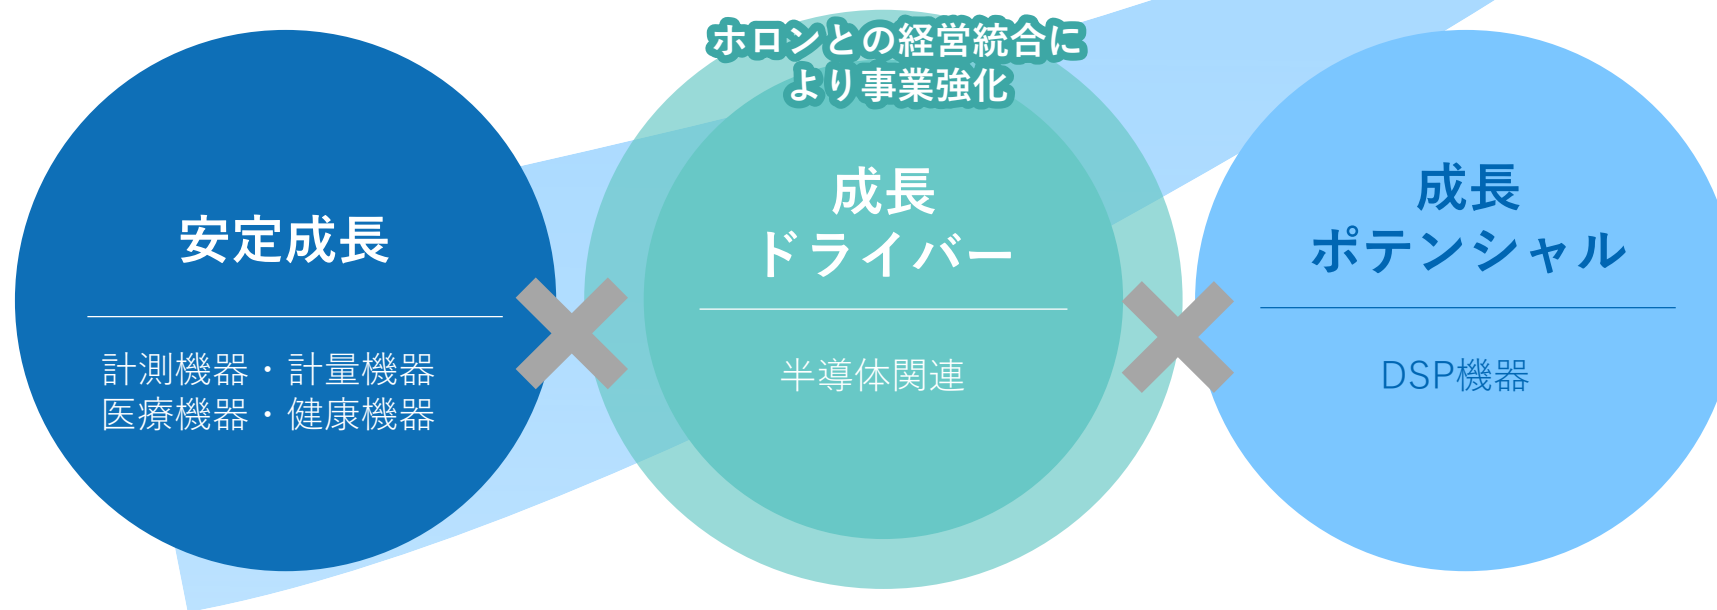 ホロンとの経営統合に
より事業強化
安定成長
計測機器・計量機器
医療機器・健康機器
成長
ドライバー
半導体関連
成長
ポテンシャル
DSP機器